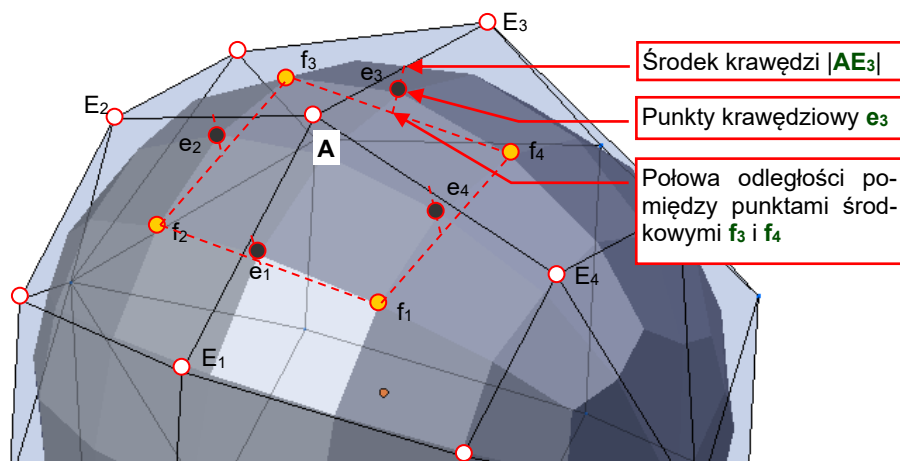 E3
Środek krawędzi |AE3|
f3
e3
E2
Punkty krawędziowy e3
e2
A
f4
Połowa odległości po-
między punktami środ-
kowymi f3 i f4
e4
f2
e1
E4
f1
E1